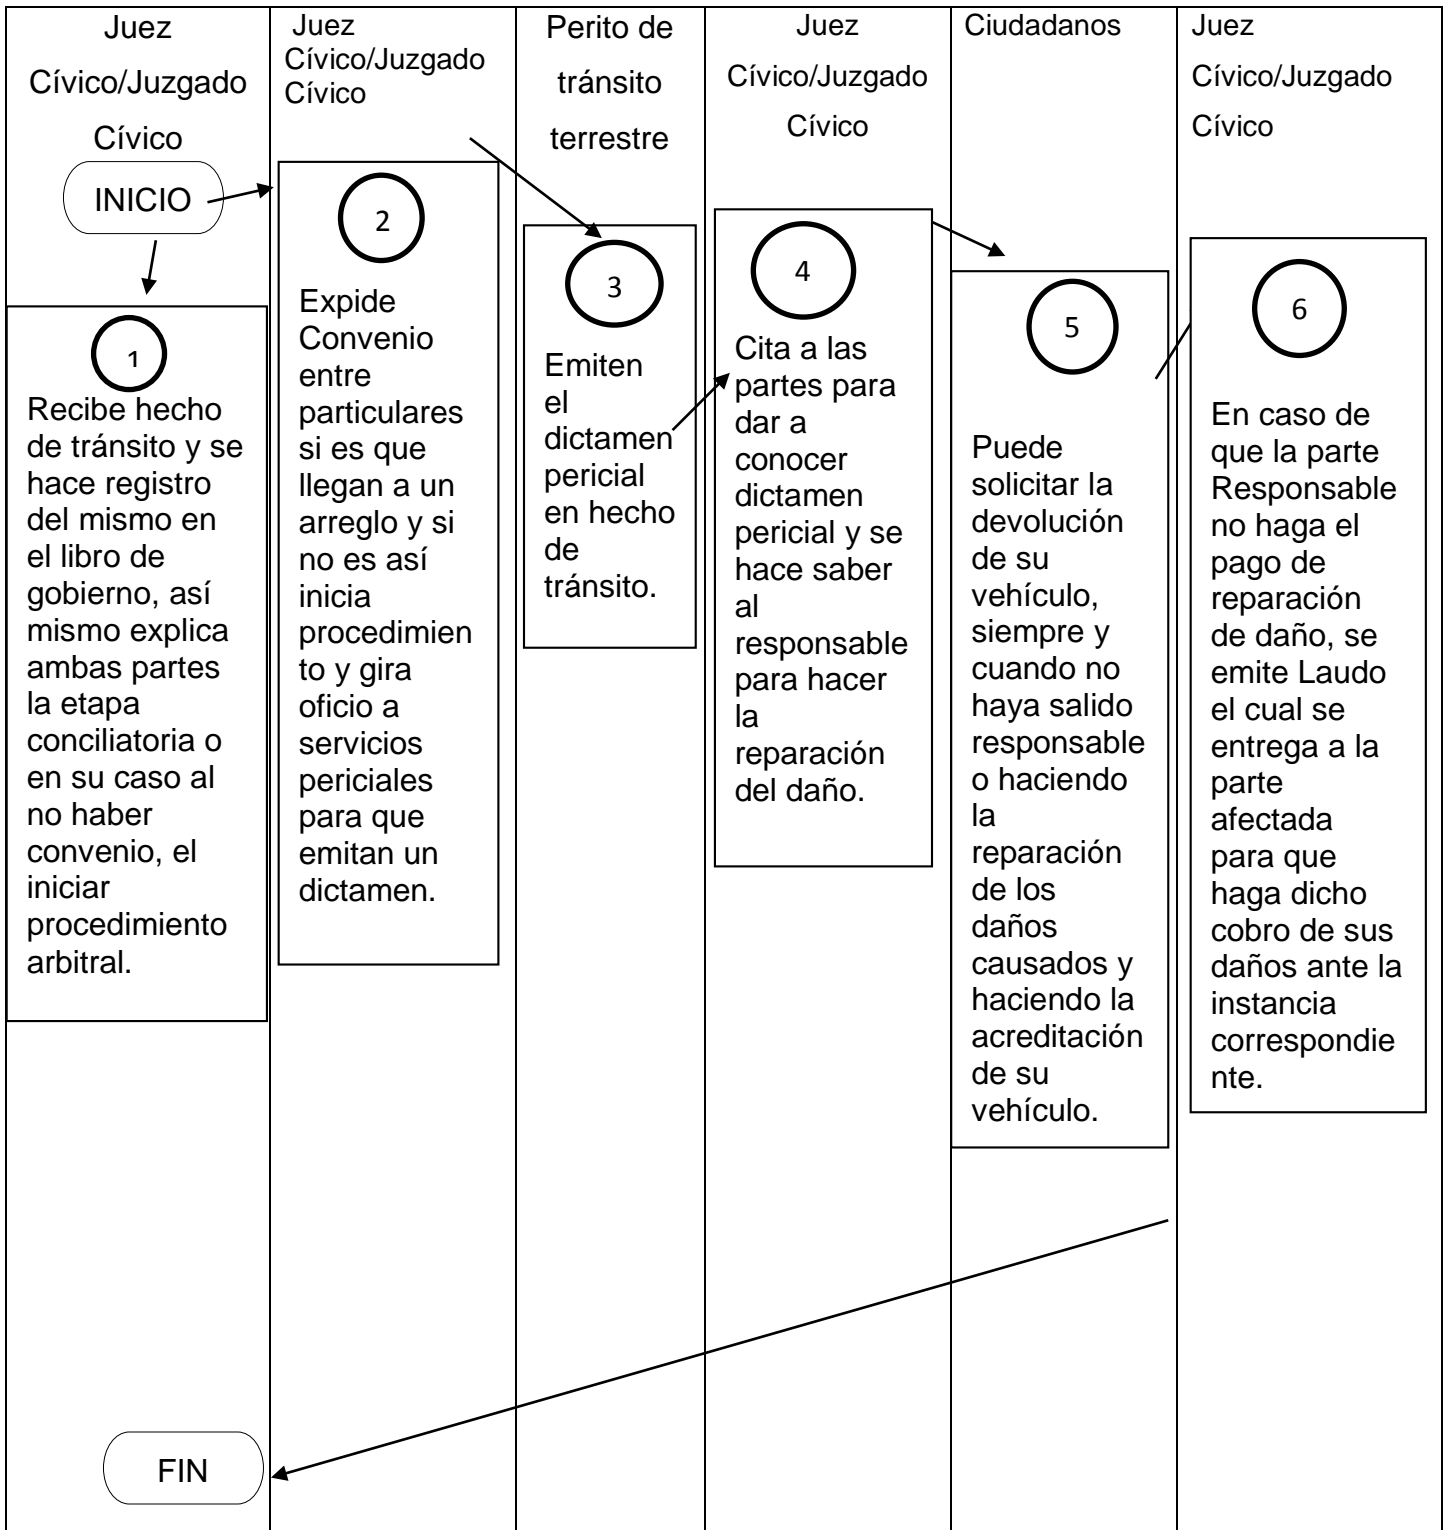 Juez
Cívico/Juzgado
Cívico
INICIO
1
Recibe hecho
de tránsito y se
hace registro
del mismo en
el libro de
gobierno, así
mismo explica
ambas partes
la etapa
conciliatoria o
en su caso al
no haber
convenio, el
iniciar
procedimiento
arbitral.
FIN
Juez
Cívico/Juzgado
Cívico
2
Expide
Convenio
entre
particulares
si es que
llegan a un
arreglo y si
no es así
inicia
procedimien
to y gira
oficio a
servicios
periciales
para que
emitan un
dictamen.
Perito de
tránsito
terrestre
3
Emiten
el
dictamen
pericial
en hecho
de
tránsito.
Juez
Cívico/Juzgado
Cívico
4
Cita a las
partes para
dar a
conocer
dictamen
pericial y se
hace saber
al
responsable
para hacer
la
reparación
del daño.
Ciudadanos
5
Puede
solicitar la
devolución
de su
vehículo,
siempre y
cuando no
haya salido
responsable
o haciendo
la
reparación
de los
daños
causados y
haciendo la
acreditación
de su
vehículo.
Juez
Cívico/Juzgado
Cívico
6
En caso de
que la parte
Responsable
no haga el
pago de
reparación
de daño, se
emite Laudo
el cual se
entrega a la
parte
afectada
para que
haga dicho
cobro de sus
daños ante la
instancia
correspondie
nte.